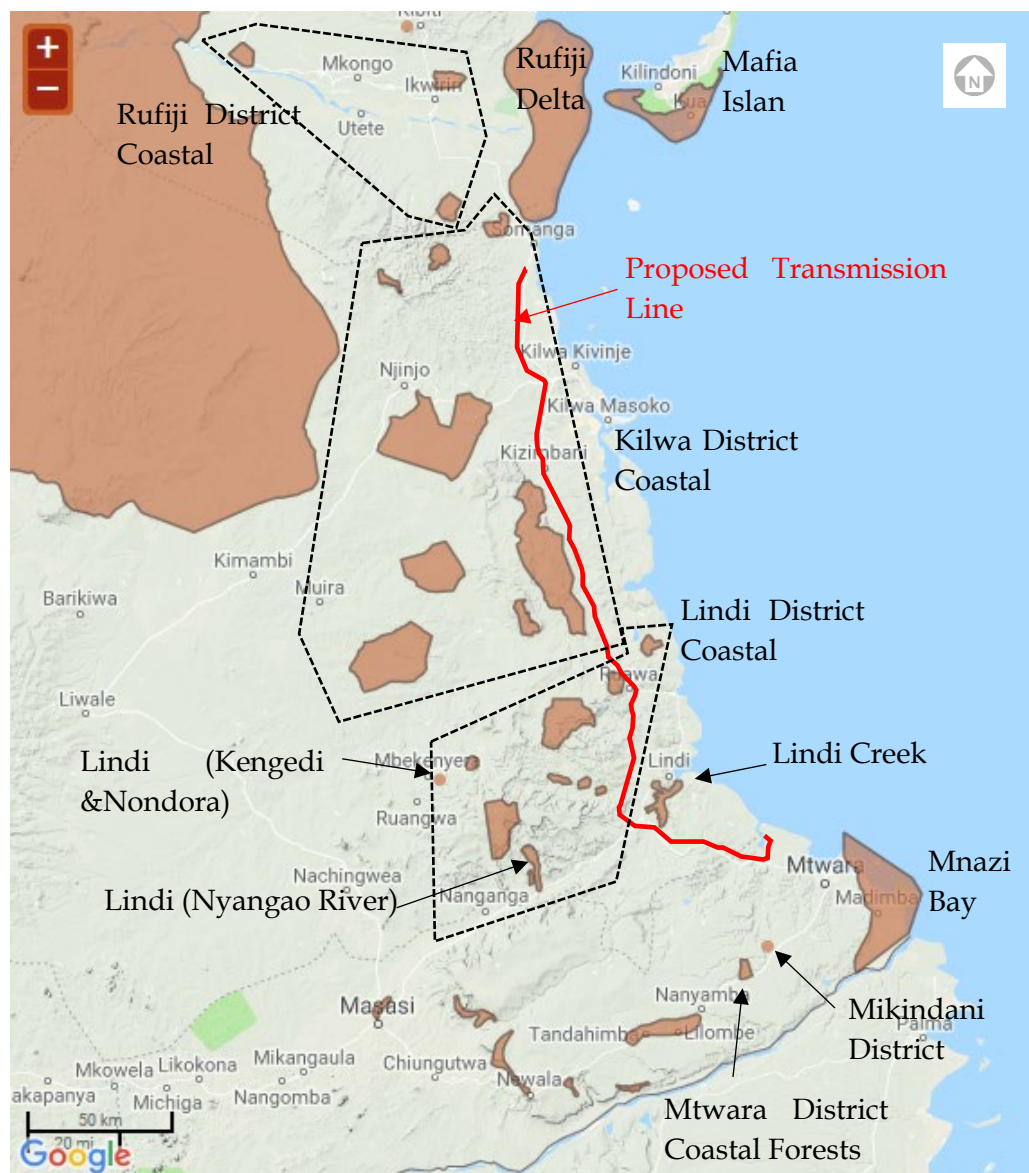 +
−
Kibiti
Rufiji
Delta
Mafia
Islan
N
Mkongo
Ikwiriri
Kilindoni
Kua
Rufiji District
Coastal
Utete
Somanga
Proposed Transmission
Line
Kilwa Kivinje
Njinjo
Kilwa Masoko
Kilwa District
Coastal
Kizimbani
Kimambi
Muira
Barikiwa
Lindi District
Coastal
Liwale
Lindi (Kengedi
&Nondora)
Mbekenyera
Lindi
Lindi Creek
Ruangwa
Nachingwea
Lindi (Nyangao River)
Nanganga
Mtwara
Madimba
Mnazi
Bay
Masasi
Nanyamba
Mikindani
District
Palma
Tandahimba
Lilombe
Mkowela
Likokona
Mikangaula
Chiungutwa
Newala
akapanya
Michiga
Nangomba
Mtwara District
Coastal Forests
50 km
20 mi
Google